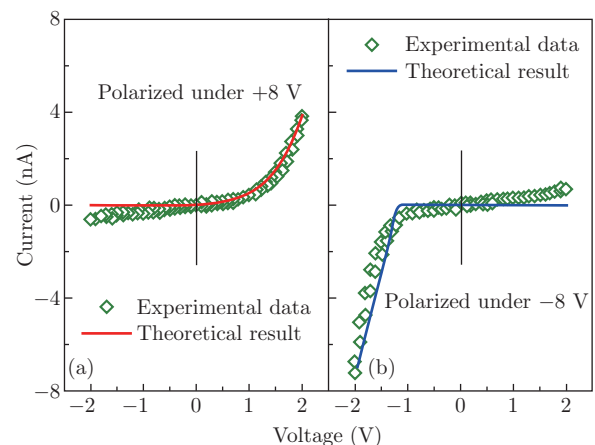 8
4
0
−4
−8
Current (nA)
Polarized under +8 V
Experimental data
Theoretical result
(a)
Experimental data
Theoretical result
Polarized under −8 V
(b)
−2 −1 0 1 2 −2 −1 0 1 2
Voltage (V)